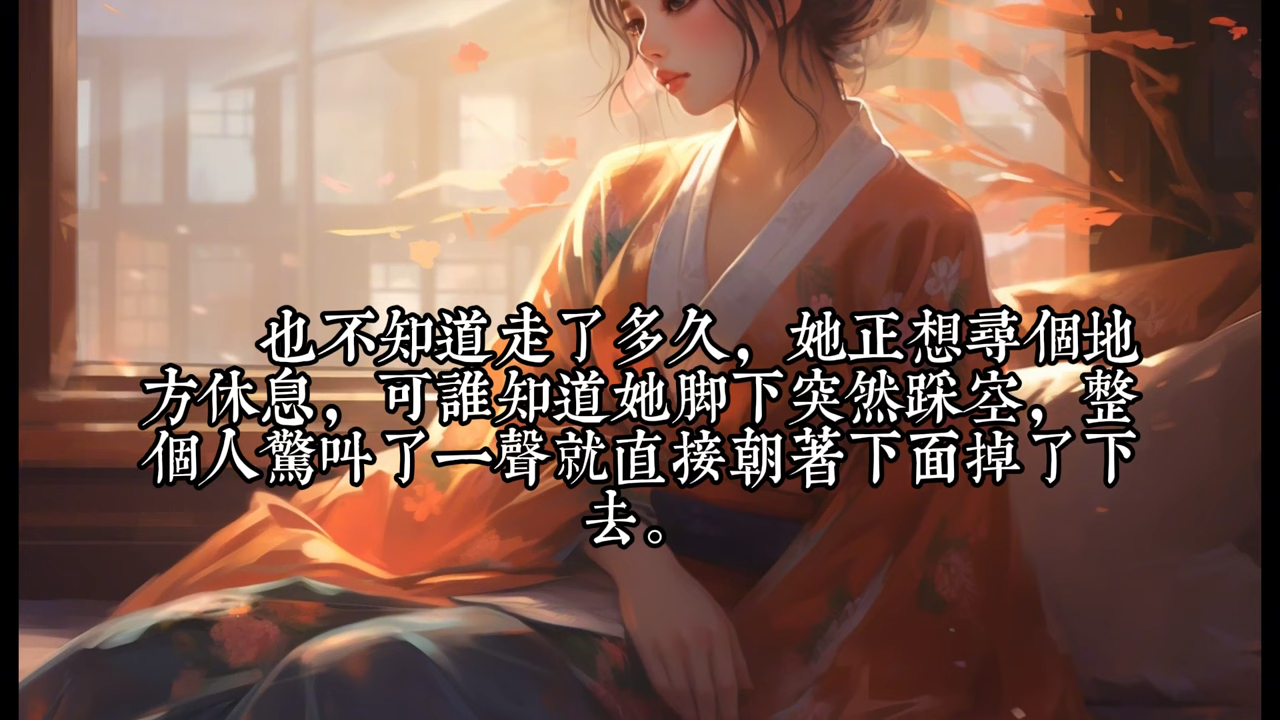 也不知道走了多久，她正想尋個地
方休息，可誰知道她脚下突然踩空，整
個人驚叫了一聲就直接朝著下面掉了下
去。